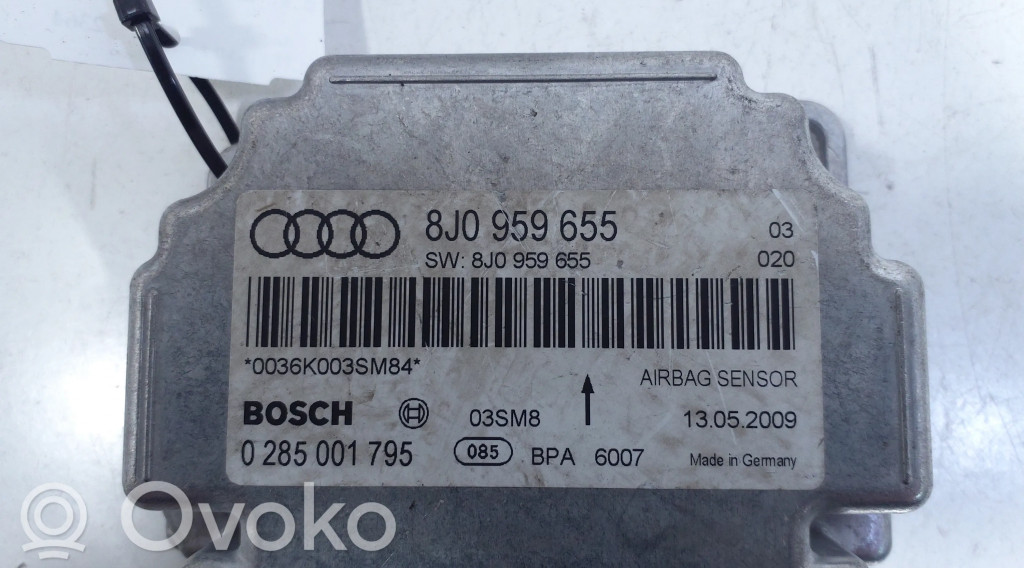 8J0 959 655 03
SW: 8J0 959 655 020
*0036K003SM84* AIRBAG SENSOR
BOSCH 03SM8 13.05.2009
0 285 001 795 085 BPA 6007 Made in Germany
Ovoko